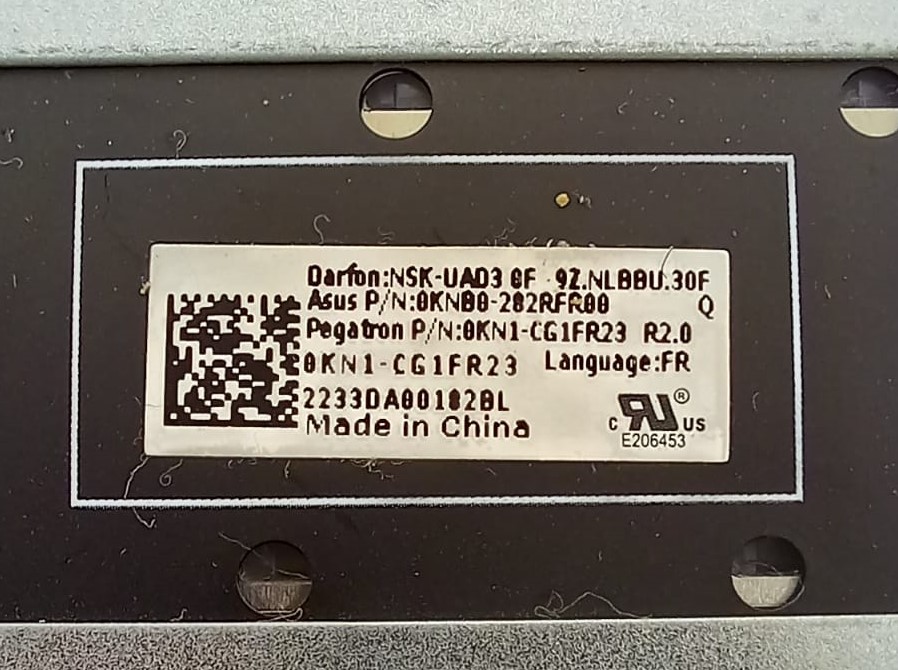 Darfon:NSK-UAD3 0F 9Z.NLBBU.30F
Asus P/N:0KNB0-282RFR00 Q
Pegatron P/N:0KN1-CG1FR23 R2.0
0KN1-CG1FR23 Language:FR
2233DA00182BL
Made in China
c RU ® US
E206453